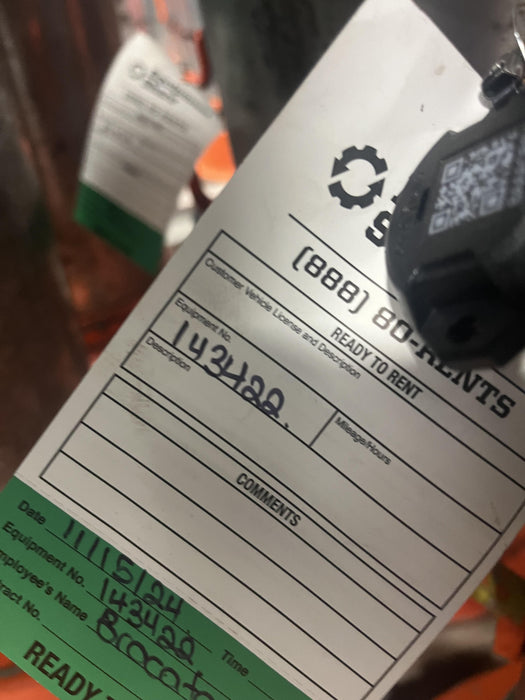 (888) 80-RENTS
READY TO RENT
Customer Vehicle License and Description
Equipment No.
143422.
Mileage/Hours
Description
COMMENTS
Date 11/15/24
Equipment No. 143422 Time
Employee's Name
No.
READY